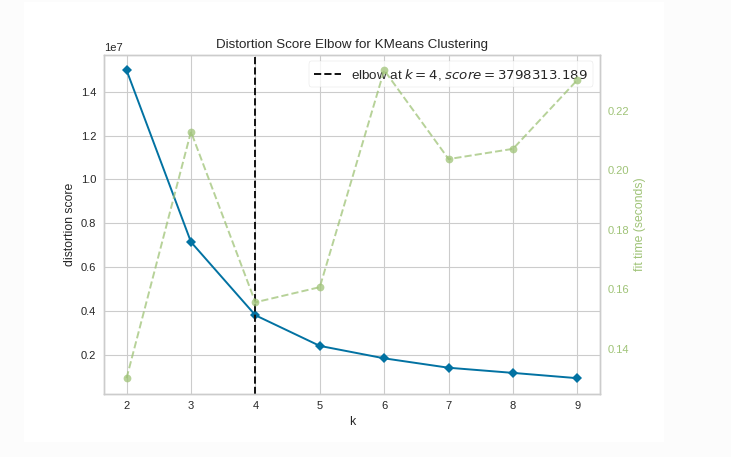 Distortion Score Elbow for KMeans Clustering
1e7
elbow at k = 4, score = 3798313.189
1.4
1.2
1.0
0.8
0.6
0.4
0.2
distortion score
0.22
0.20
0.18
0.16
0.14
fit time (seconds)
2 3 4 5 6 7 8 9
k